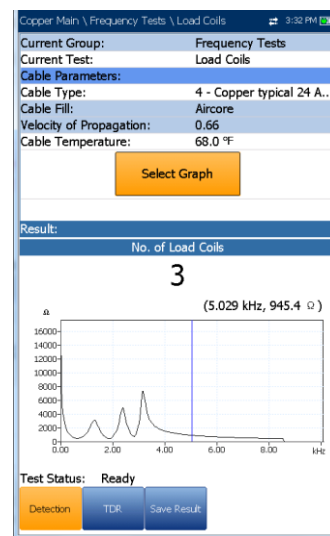 Copper Main \ Frequency Tests \ Load Coils 3:32 PM
Current Group: Frequency Tests
Current Test: Load Coils
Cable Parameters:
Cable Type: 4 - Copper typical 24 A..
Cable Fill: Aircore
Velocity of Propagation: 0.66
Cable Temperature: 68.0 ºF
Select Graph
Result:
No. of Load Coils
3
Ω (5.029 kHz, 945.4 Ω)
16000
14000
12000
10000
8000
6000
4000
2000
0
0.00 2.00 4.00 6.00 8.00 kHz
Test Status: Ready
Detection TDR Save Result